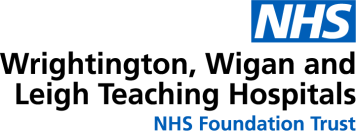 NHS
Wrightington, Wigan and
Leigh Teaching Hospitals
NHS Foundation Trust